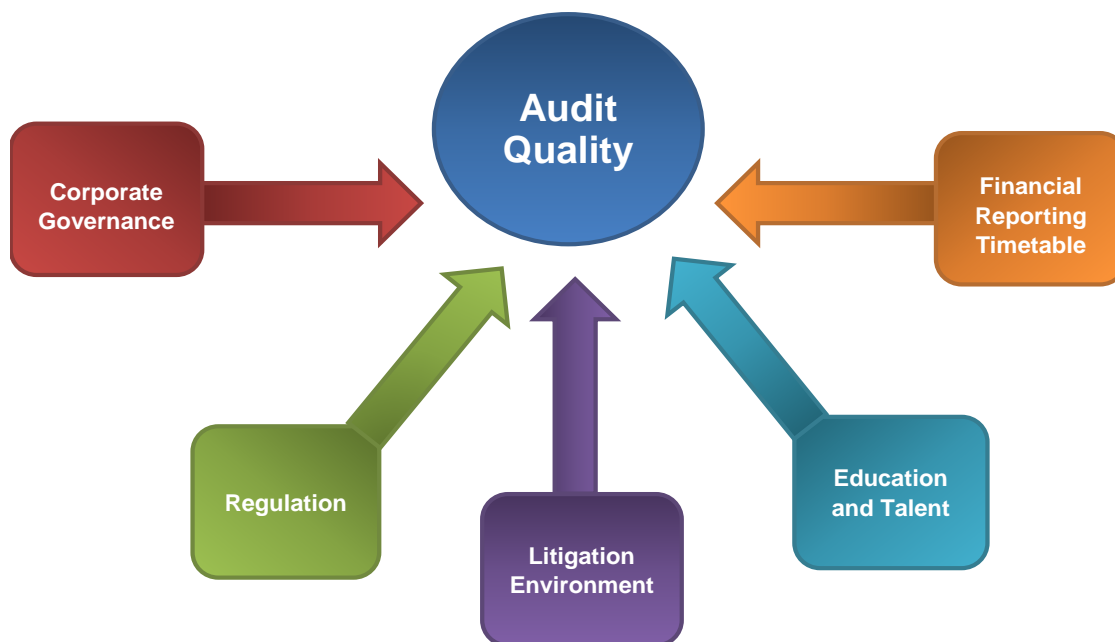 Audit
Quality
Corporate
Governance
Financial
Reporting
Timetable
Regulation
Litigation
Environment
Education
and Talent